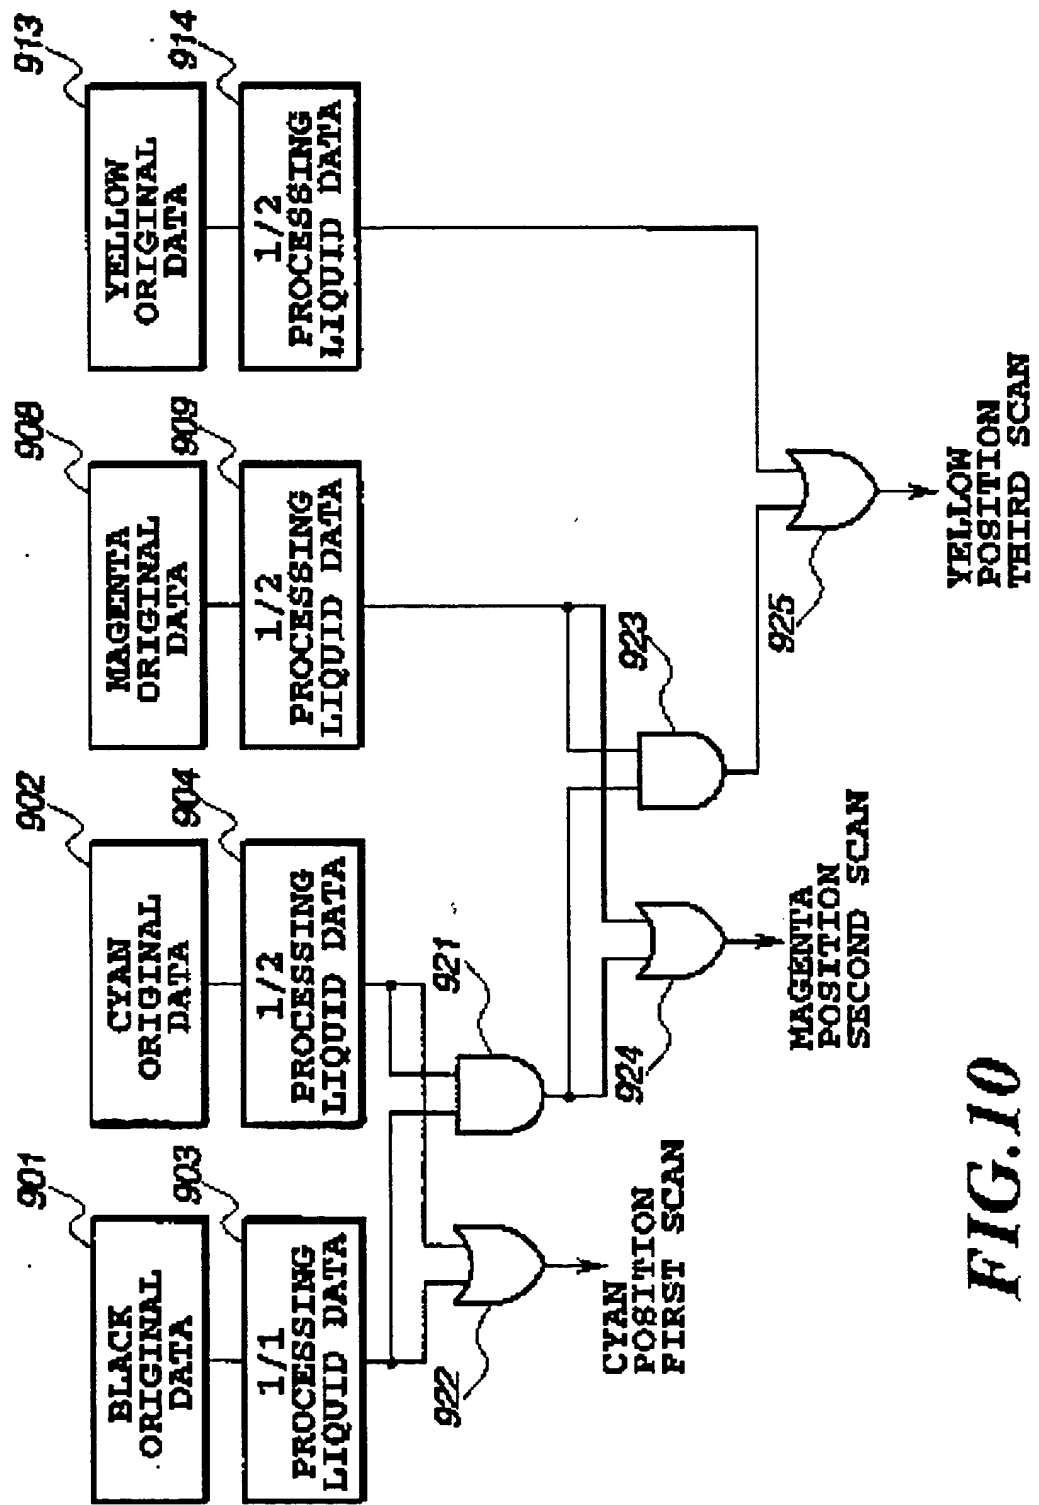 901
BLACK
ORIGINAL
DATA
902
CYAN
ORIGINAL
DATA
908
MAGENTA
ORIGINAL
DATA
913
YELLOW
ORIGINAL
DATA
903
1/1
PROCESSING
LIQUID DATA
904
1/2
PROCESSING
LIQUID DATA
909
1/2
PROCESSING
LIQUID DATA
914
1/2
PROCESSING
LIQUID DATA
922
921
CYAN
POSITION
FIRST SCAN
924
923
MAGENTA
POSITION
SECOND SCAN
925
YELLOW
POSITION
THIRD SCAN
FIG.10